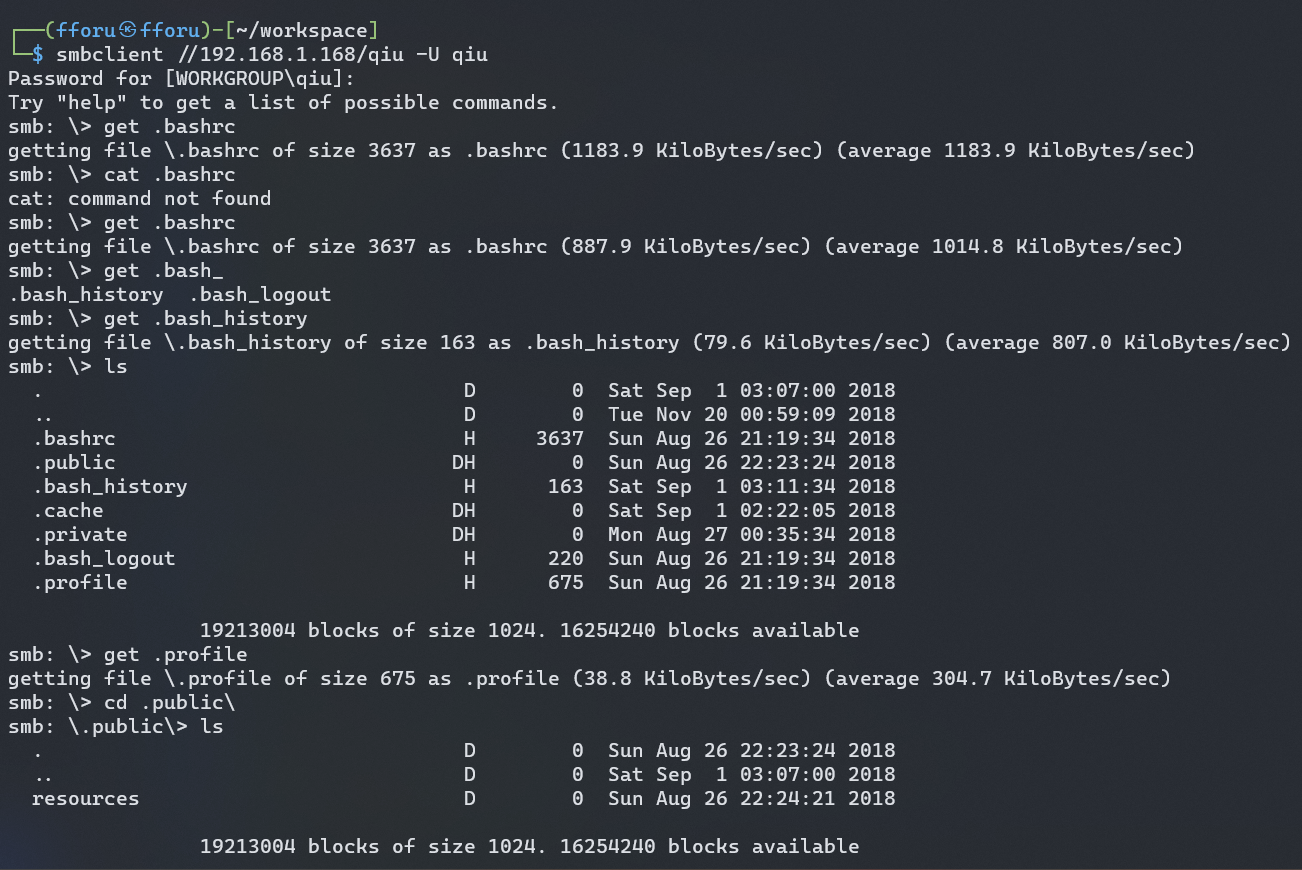 ┌──(fforu㉿fforu)-[~/workspace]
└─$ smbclient //192.168.1.168/qiu -U qiu
Password for [WORKGROUP\qiu]:
Try "help" to get a list of possible commands.
smb: \> get .bashrc
getting file \.bashrc of size 3637 as .bashrc (1183.9 KiloBytes/sec) (average 1183.9 KiloBytes/sec)
smb: \> cat .bashrc
cat: command not found
smb: \> get .bashrc
getting file \.bashrc of size 3637 as .bashrc (887.9 KiloBytes/sec) (average 1014.8 KiloBytes/sec)
smb: \> get .bash_
.bash_history  .bash_logout
smb: \> get .bash_history
getting file \.bash_history of size 163 as .bash_history (79.6 KiloBytes/sec) (average 807.0 KiloBytes/sec)
smb: \> ls
  .                                   D        0  Sat Sep  1 03:07:00 2018
  ..                                  D        0  Tue Nov 20 00:59:09 2018
  .bashrc                             H     3637  Sun Aug 26 21:19:34 2018
  .public                            DH        0  Sun Aug 26 22:23:24 2018
  .bash_history                       H      163  Sat Sep  1 03:11:34 2018
  .cache                             DH        0  Sat Sep  1 02:22:05 2018
  .private                           DH        0  Mon Aug 27 00:35:34 2018
  .bash_logout                        H      220  Sun Aug 26 21:19:34 2018
  .profile                            H      675  Sun Aug 26 21:19:34 2018
                19213004 blocks of size 1024. 16254240 blocks available
smb: \> get .profile
getting file \.profile of size 675 as .profile (38.8 KiloBytes/sec) (average 304.7 KiloBytes/sec)
smb: \> cd .public\
smb: \.public\> ls
  .                                   D        0  Sun Aug 26 22:23:24 2018
  ..                                  D        0  Sat Sep  1 03:07:00 2018
  resources                           D        0  Sun Aug 26 22:24:21 2018
                19213004 blocks of size 1024. 16254240 blocks available